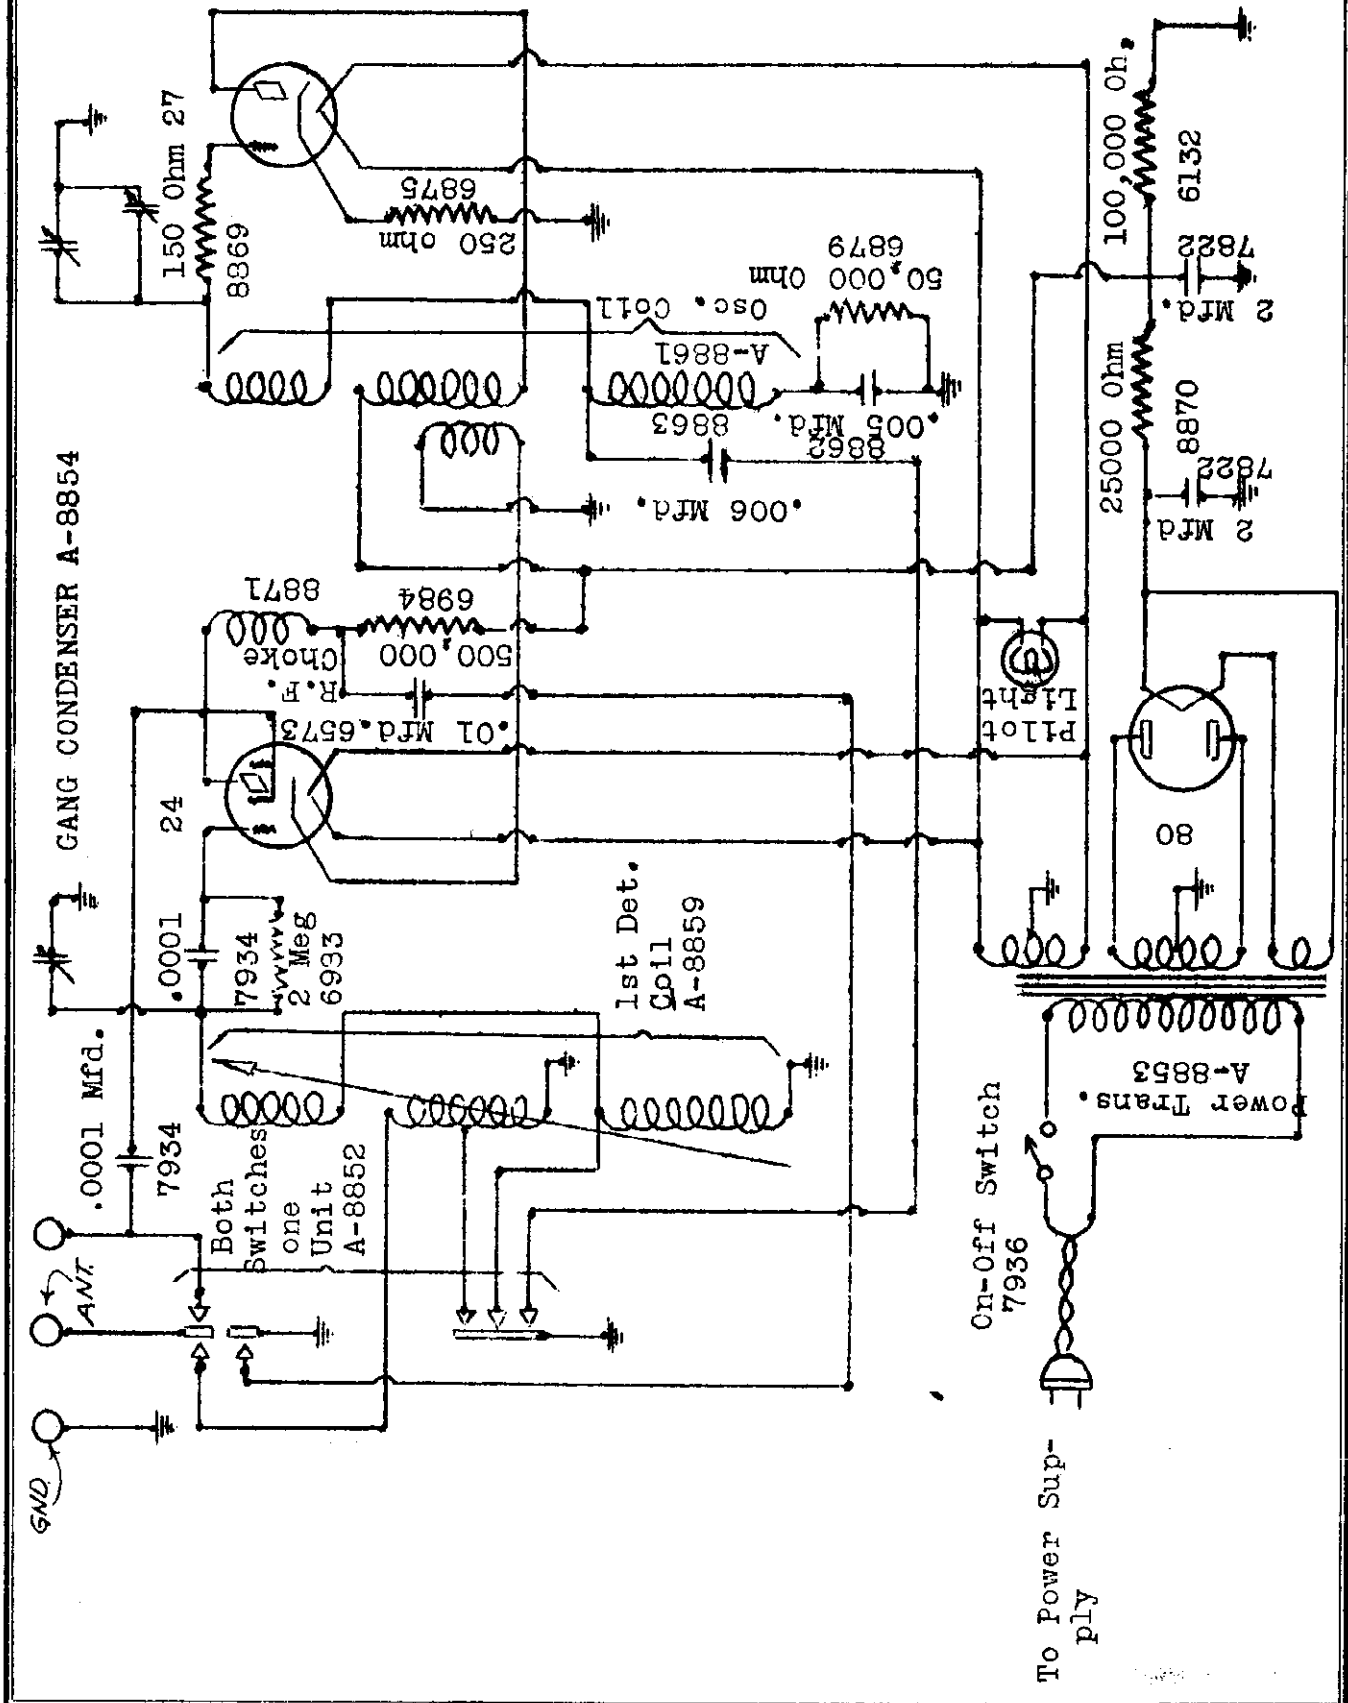 GND
ANT.
.0001 Mfd.
7934
Both
Switches
one
Unit
A-8852
GANG CONDENSER A-8854
.0001
7934
2 Meg
6933
24
1st Det.
Coil
A-8859
R.F.
Choke
8871
500,000
6984
.01 Mfd.6573
150 Ohm 27
8869
250 ohm
6875
Osc. Coil
A-8861
50,000 Ohm
6879
.005 Mfd.
8862
8863
.006 Mfd.
To Power Sup-
ply
On-Off Switch
7936
Power Trans.
A-8853
80
Pilot
Light
2 Mfd
7822
25000 Ohm
8870
2 Mfd.
7822
100,000 Oh.
6132